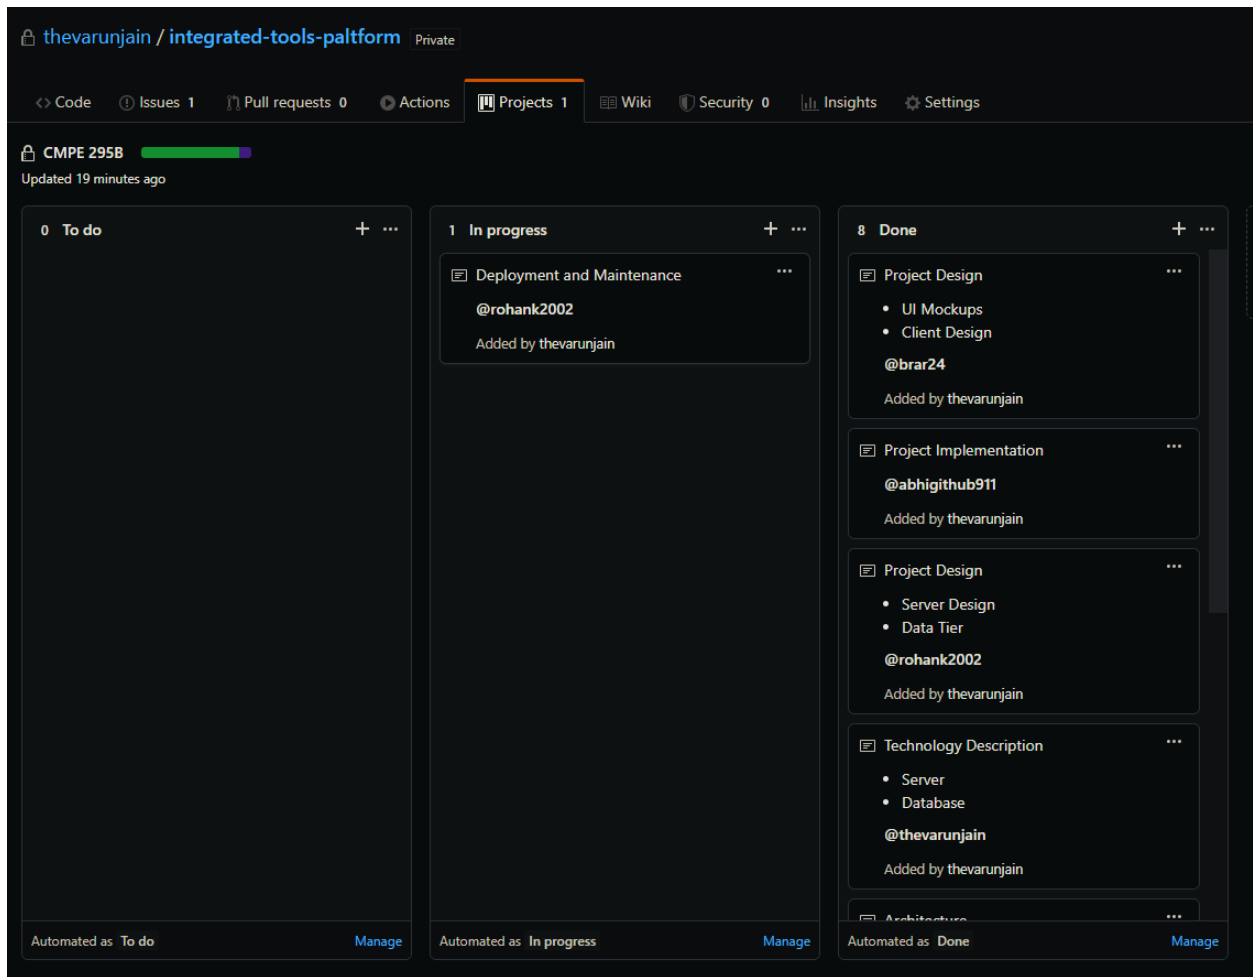 thevarunjain / integrated-tools-paltform Private
Code Issues 1 Pull requests 0 Actions Projects 1 Wiki Security 0 Insights Settings
CMPE 295B
Updated 19 minutes ago
0 To do + ...
Automated as To do Manage
1 In progress + ...
Deployment and Maintenance ...
@rohank2002
Added by thevarunjain
Automated as In progress Manage
8 Done + ...
Project Design ...
• UI Mockups
• Client Design
@brar24
Added by thevarunjain
Project Implementation ...
@abhigithub911
Added by thevarunjain
Project Design ...
• Server Design
• Data Tier
@rohank2002
Added by thevarunjain
Technology Description ...
• Server
• Database
@thevarunjain
Added by thevarunjain
Architecture ...
Automated as Done Manage